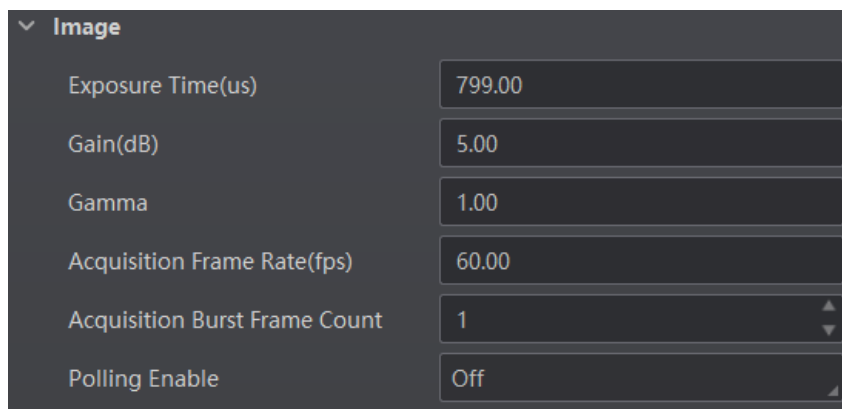 Image
Exposure Time(us) 799.00
Gain(dB) 5.00
Gamma 1.00
Acquisition Frame Rate(fps) 60.00
Acquisition Burst Frame Count 1
Polling Enable Off